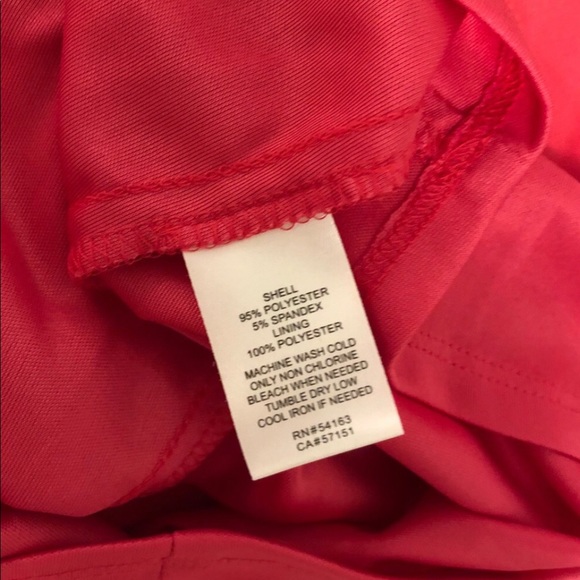 SHELL
95% POLYESTER
5% SPANDEX
LINING
100% POLYESTER
MACHINE WASH COLD
ONLY NON CHLORINE
BLEACH WHEN NEEDED
TUMBLE DRY LOW
COOL IRON IF NEEDED
RN#54163
CA#57151